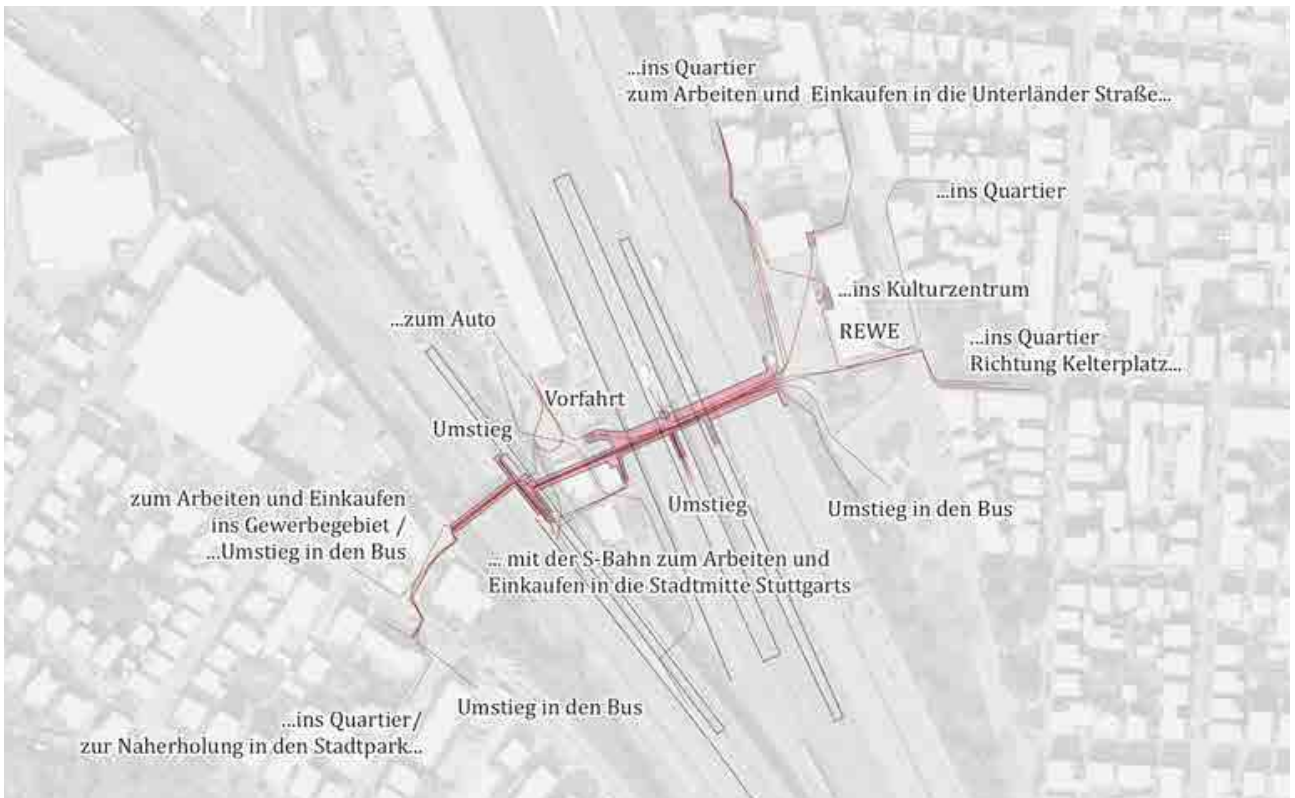 ...ins Quartier
zum Arbeiten und Einkaufen in die Unterländer Straße...
...ins Quartier
...ins Kulturzentrum
...zum Auto
REWE
...ins Quartier
Richtung Kelterplatz...
Vorfahrt
Umstieg
zum Arbeiten und Einkaufen
ins Gewerbegebiet /
...Umstieg in den Bus
Umstieg
Umstieg in den Bus
... mit der S-Bahn zum Arbeiten und
Einkaufen in die Stadtmitte Stuttgarts
Umstieg in den Bus
...ins Quartier/
zur Naherholung in den Stadtpark...